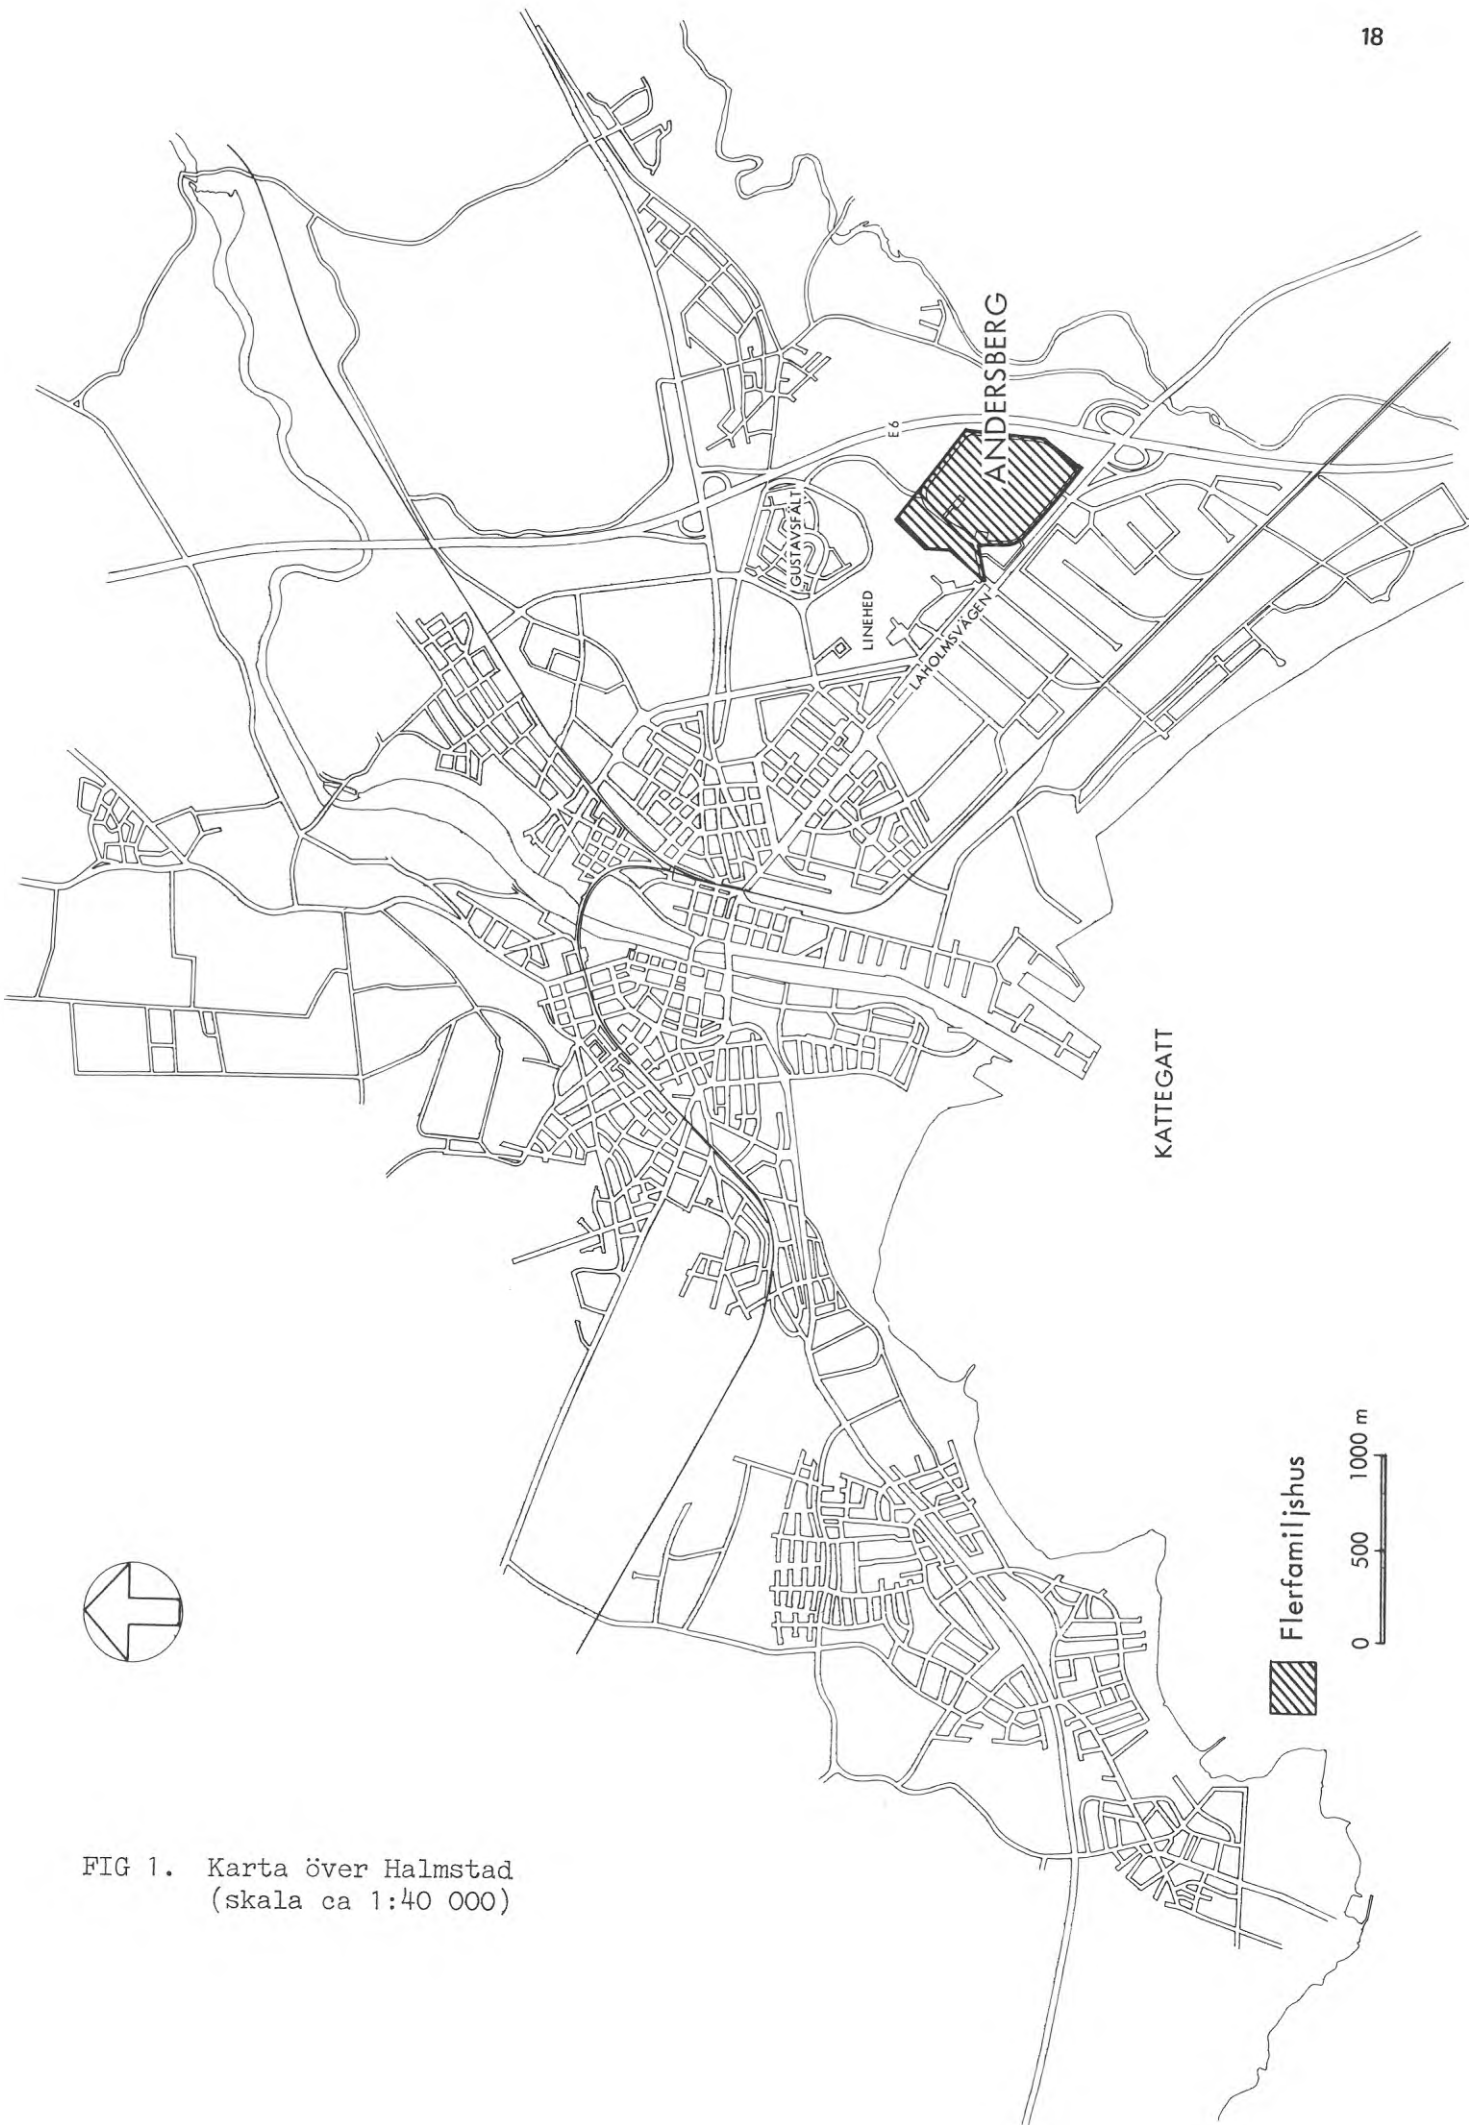 18
E6
ANDERSBERG
GUSTAVSFÄLT
LINEHED
LAHOLMSVÄGEN
KATTEGATT
Flerfamiljshus
0 500 1000 m
FIG 1. Karta över Halmstad
(skala ca 1:40 000)